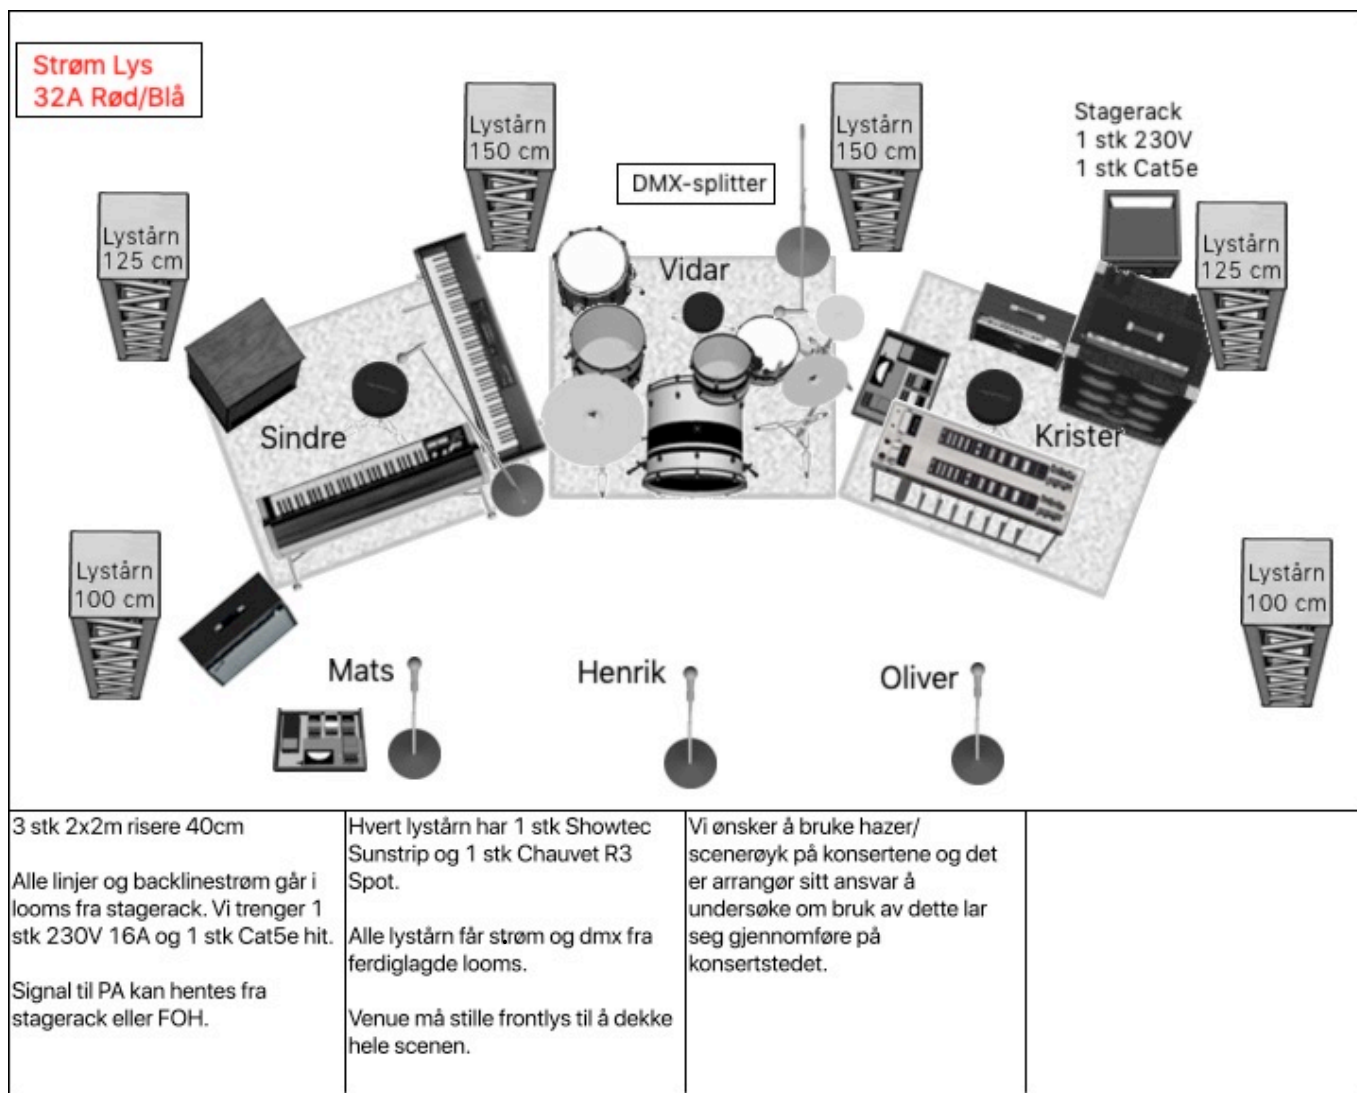 Strøm Lys
32A Rød/Blå
Lystårn
150 cm
Lystårn
150 cm
Stagerack
1 stk 230V
1 stk Cat5e
DMX-splitter
Lystårn
125 cm
Lystårn
125 cm
Vidar
Sindre
Krister
Lystårn
100 cm
Lystårn
100 cm
Mats
Henrik
Oliver
3 stk 2x2m risere 40cm
Alle linjer og backlinestrøm går i
looms fra stagerack. Vi trenger 1
stk 230V 16A og 1 stk Cat5e hit.
Signal til PA kan hentes fra
stagerack eller FOH.
Hvert lystårn har 1 stk Showtec
Sunstrip og 1 stk Chauvet R3
Spot.
Alle lystårn får strøm og dmx fra
ferdiglagde looms.
Venue må stille frontlys til å dekke
hele scenen.
Vi ønsker å bruke hazer/
scenerøyk på konsertene og det
er arrangør sitt ansvar å
undersøke om bruk av dette lar
seg gjennomføre på
konsertstedet.